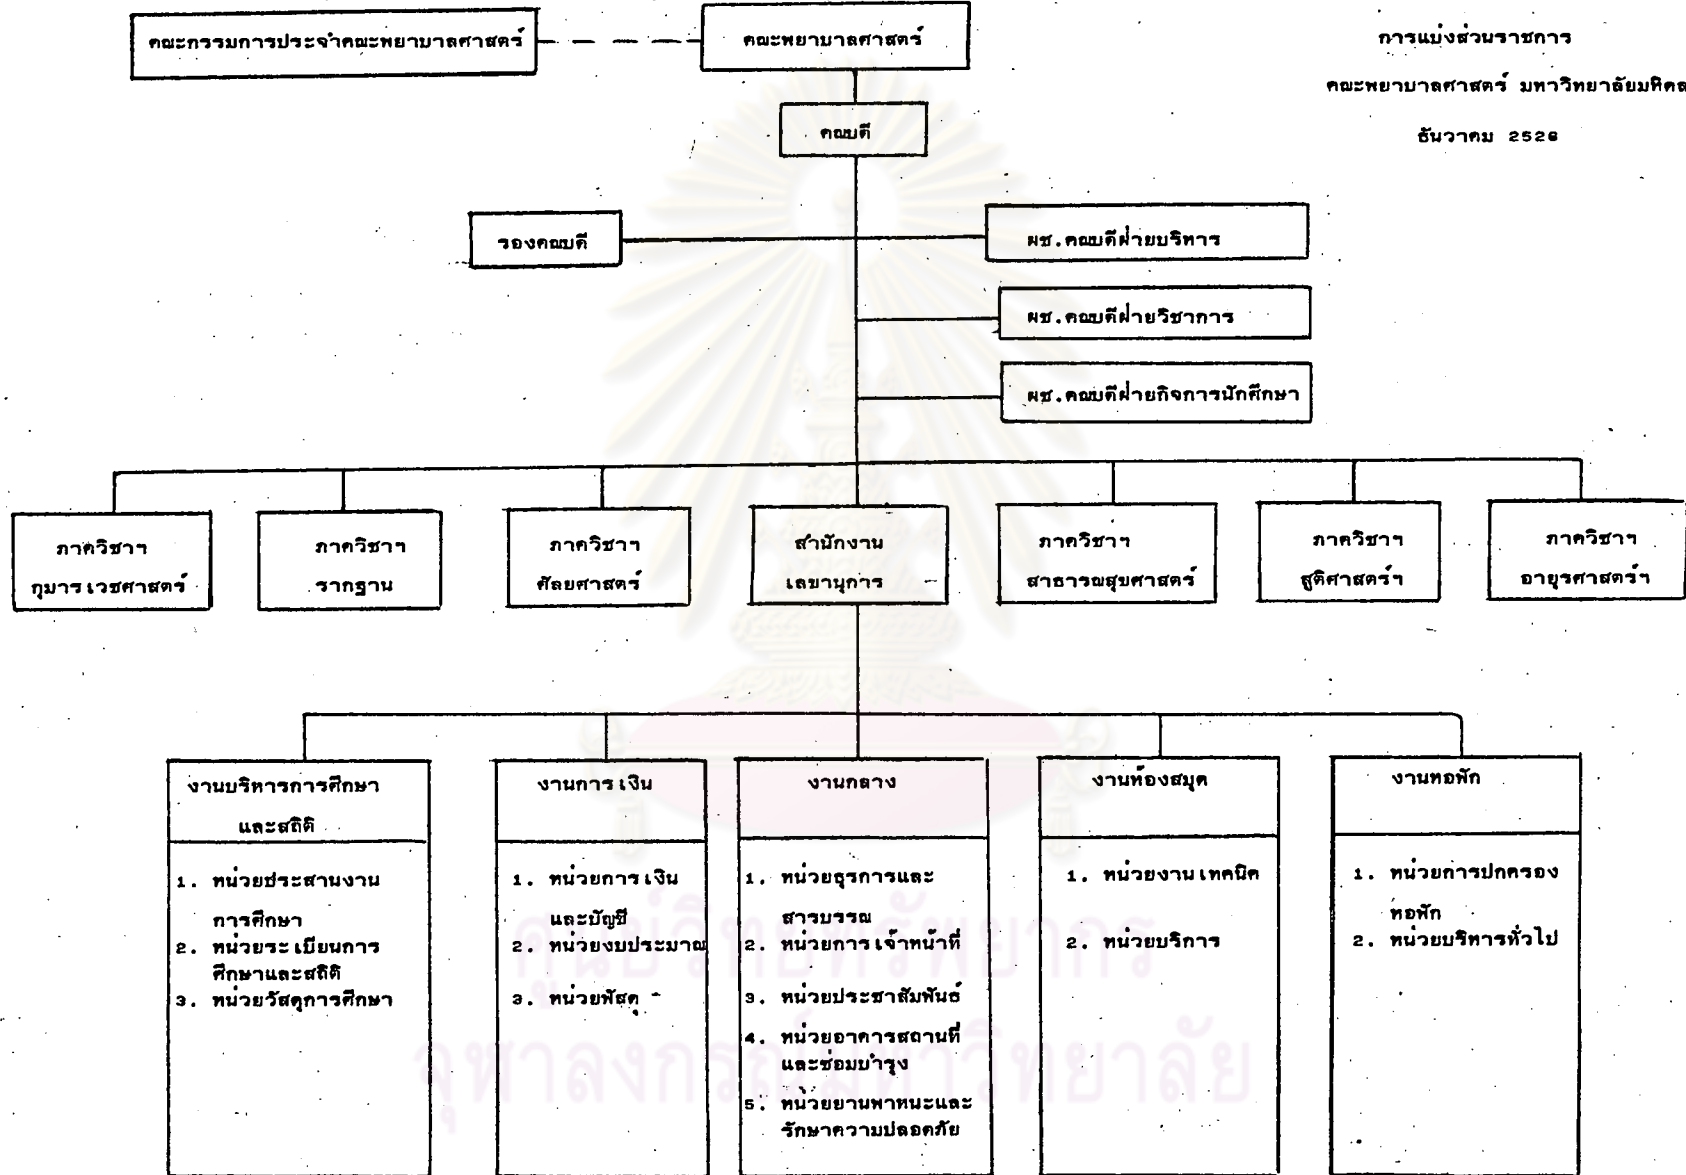 คณะกรรมการประจำคณะพยาบาลศาสตร์
คณะพยาบาลศาสตร์
การแบ่งส่วนราชการ
คณะพยาบาลศาสตร์ มหาวิทยาลัยมหิดล
ธันวาคม 2526
คณบดี
รองคณบดี
ผช.คณบดีฝ่ายบริหาร
ผช.คณบดีฝ่ายวิชาการ
ผช.คณบดีฝ่ายกิจการนักศึกษา
ภาควิชาฯ
กุมารเวชศาสตร์
ภาควิชาฯ
รากฐาน
ภาควิชาฯ
ศัลยศาสตร์
สำนักงาน
เลขานุการ
ภาควิชาฯ
สาธารณสุขศาสตร์
ภาควิชาฯ
สูติศาสตร์ฯ
ภาควิชาฯ
อายุรศาสตร์ฯ
งานบริหารการศึกษา
และสถิติ
1. หน่วยประสานงาน
การศึกษา
2. หน่วยระเบียนการ
ศึกษาและสถิติ
3. หน่วยวัสดุการศึกษา
งานการเงิน
1. หน่วยการเงิน
และบัญชี
2. หน่วยงบประมาณ
3. หน่วยพัสดุ
งานกลาง
1. หน่วยธุรการและ
สารบรรณ
2. หน่วยการเจ้าหน้าที่
3. หน่วยประชาสัมพันธ์
4. หน่วยอาคารสถานที่
และซ่อมบำรุง
5. หน่วยยานพาหนะและ
รักษาความปลอดภัย
งานห้องสมุด
1. หน่วยงานเทคนิค
2. หน่วยบริการ
งานหอพัก
1. หน่วยการปกครอง
หอพัก
2. หน่วยบริหารทั่วไป
ศูนย์วิทยทรัพยากร
จุฬาลงกรณ์มหาวิทยาลัย